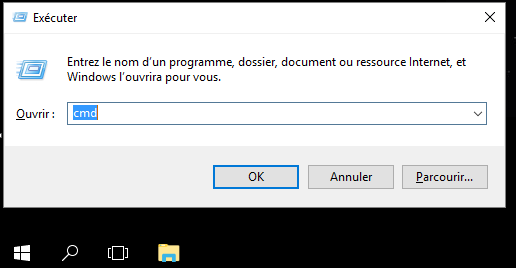 Exécuter
Entrez le nom d'un programme, dossier, document ou ressource Internet, et
Windows l'ouvrira pour vous.
Ouvrir : cmd
OK Annuler Parcourir...